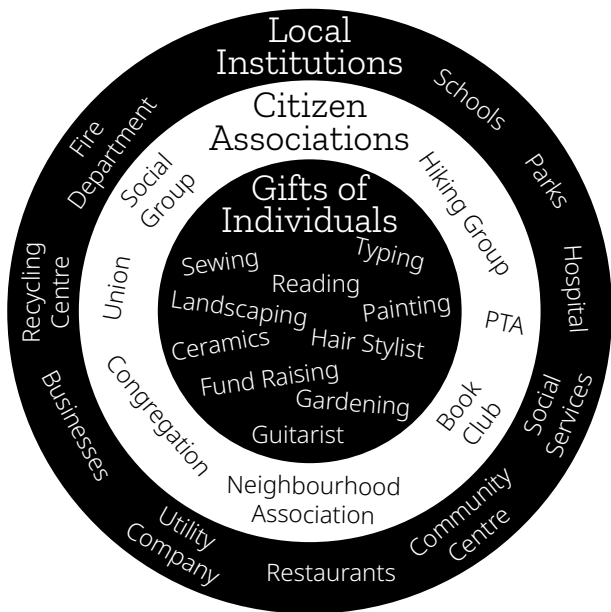 Local
Institutions
Schools
Parks
Hospital
Social
Services
Community
Centre
Restaurants
Utility
Company
Businesses
Recycling
Centre
Fire
Department
Citizen
Associations
Hiking Group
PTA
Book
Club
Neighbourhood
Association
Congregation
Union
Social
Group
Gifts of
Individuals
Sewing
Typing
Reading
Landscaping
Painting
Ceramics
Hair Stylist
Fund Raising
Gardening
Guitarist